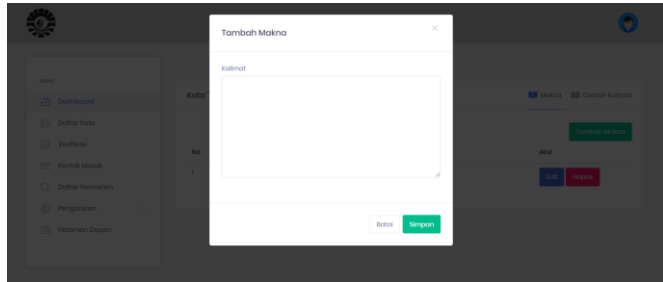 Tambah Makna
×
Kalimat
Batal
Simpan
MENU
Dashboard
Daftar Kata
Verifikasi
Kontak Masuk
Daftar Pencarian
Pengaturan
Halaman Depan
Kata
Makna
Contoh Kalimat
Tambah Makna
No
Aksi
1
Edit
Hapus